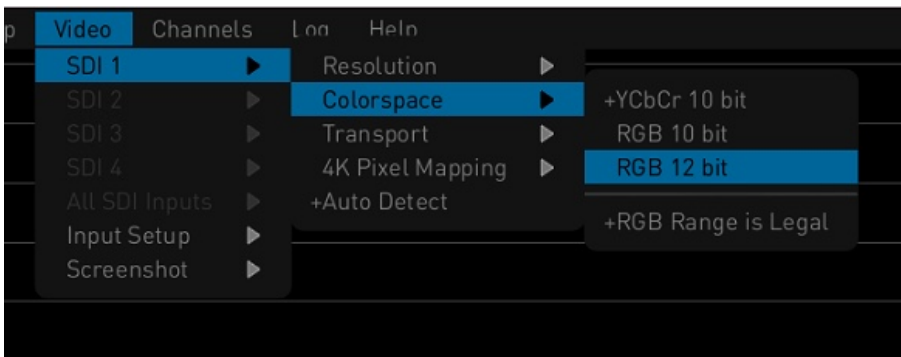 p Video Channels Log Help
SDI 1
SDI 2
SDI 3
SDI 4
All SDI Inputs
Input Setup
Screenshot
Resolution
Colorspace
Transport
4K Pixel Mapping
+Auto Detect
+YCbCr 10 bit
RGB 10 bit
RGB 12 bit
+RGB Range is Legal